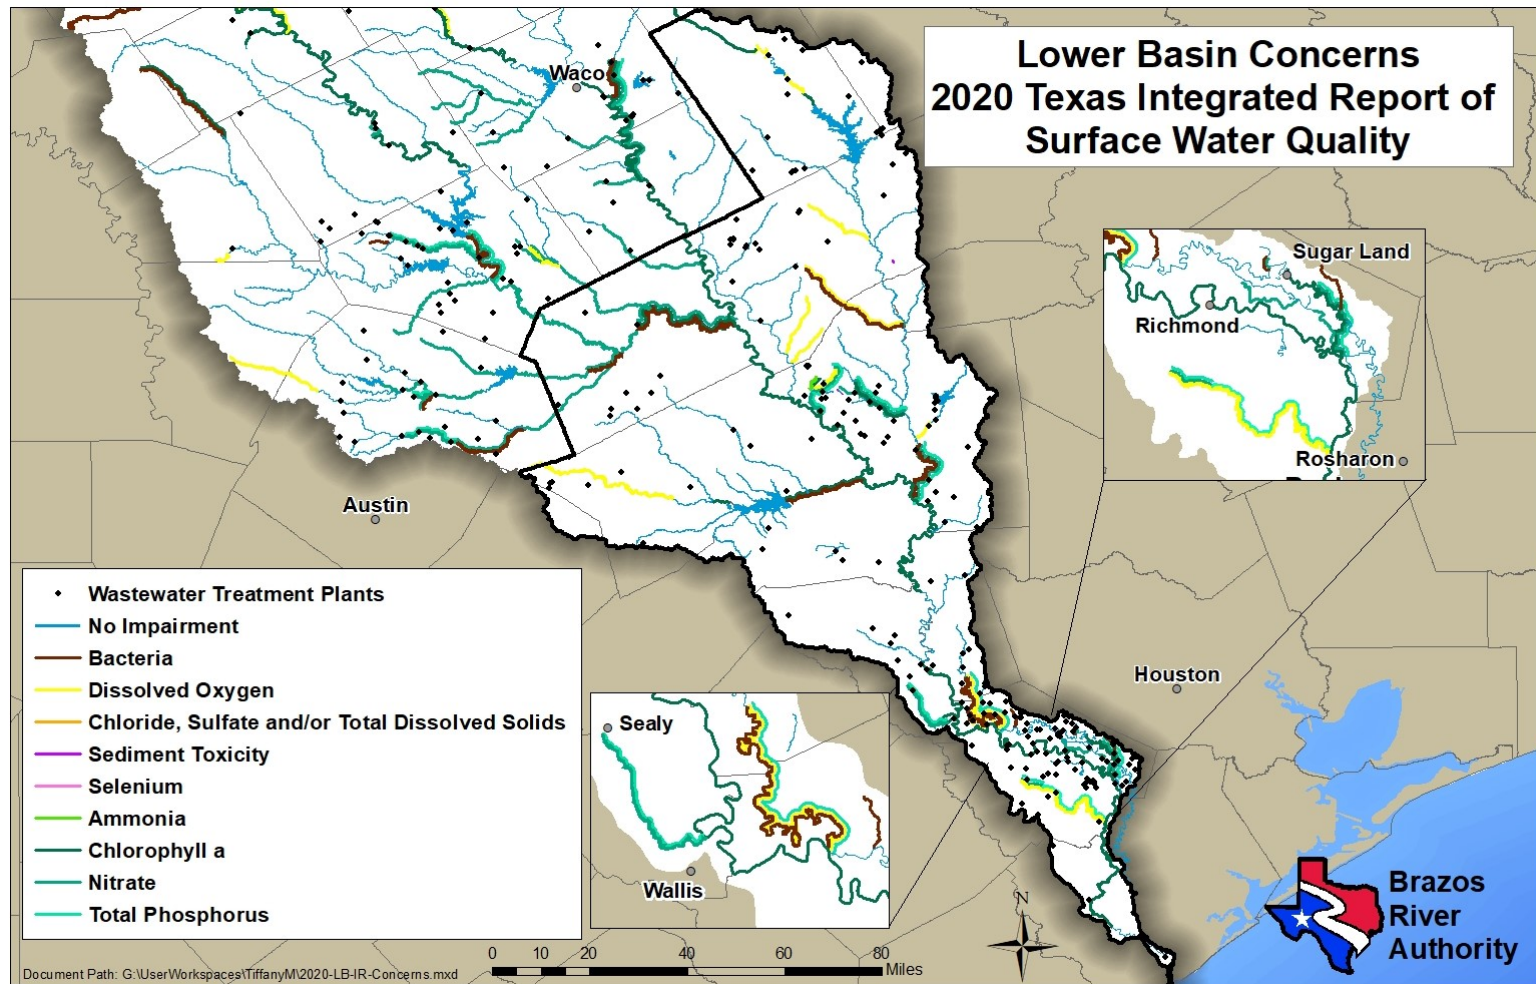 Lower Basin Concerns
2020 Texas Integrated Report of
Surface Water Quality
Waco
Sugar Land
Richmond
Rosharon
Austin
Wastewater Treatment Plants
No Impairment
Bacteria
Dissolved Oxygen
Chloride, Sulfate and/or Total Dissolved Solids
Sediment Toxicity
Selenium
Ammonia
Chlorophyll a
Nitrate
Total Phosphorus
Houston
Sealy
Wallis
N
Brazos
River
Authority
0 10 20 40 60 80
Miles
Document Path: G:\UserWorkspaces\TiffanyM\2020-LB-IR-Concerns.mxd